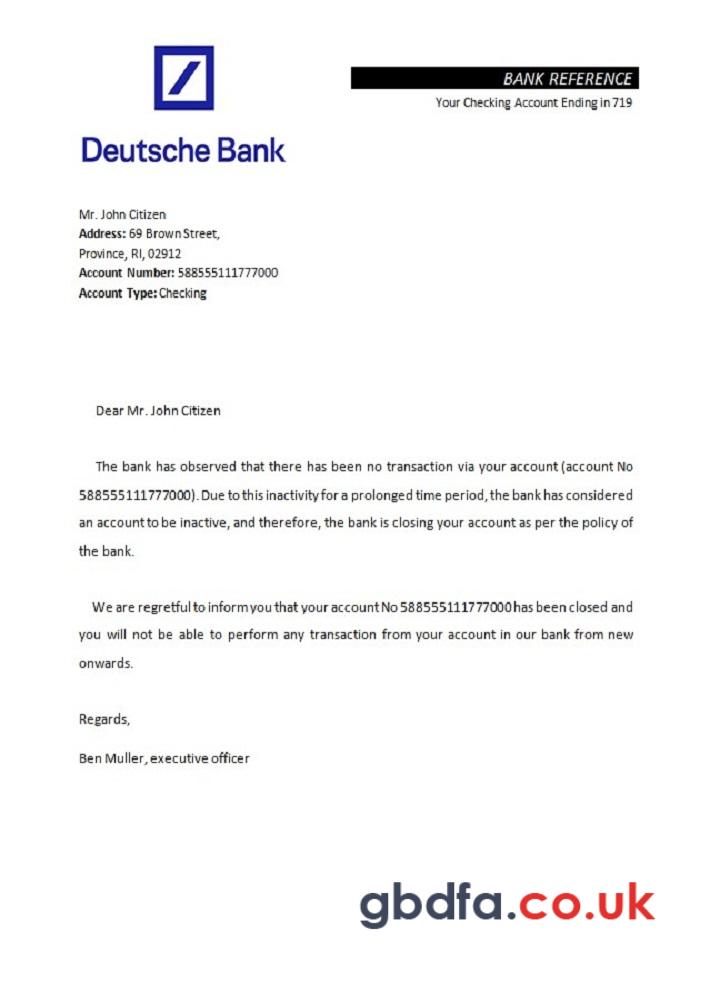 BANK REFERENCE
Your Checking Account Ending in 719
Deutsche Bank
Mr. John Citizen
Address: 69 Brown Street,
Province, RI, 02912
Account Number: 588555111777000
Account Type: Checking
Dear Mr. John Citizen
The bank has observed that there has been no transaction via your account (account No
588555111777000). Due to this inactivity for a prolonged time period, the bank has considered
an account to be inactive, and therefore, the bank is closing your account as per the policy of
the bank.
We are regretful to inform you that your account No 588555111777000 has been closed and
you will not be able to perform any transaction from your account in our bank from new
onwards.
Regards,
Ben Muller, executive officer
gbdfa.co.uk